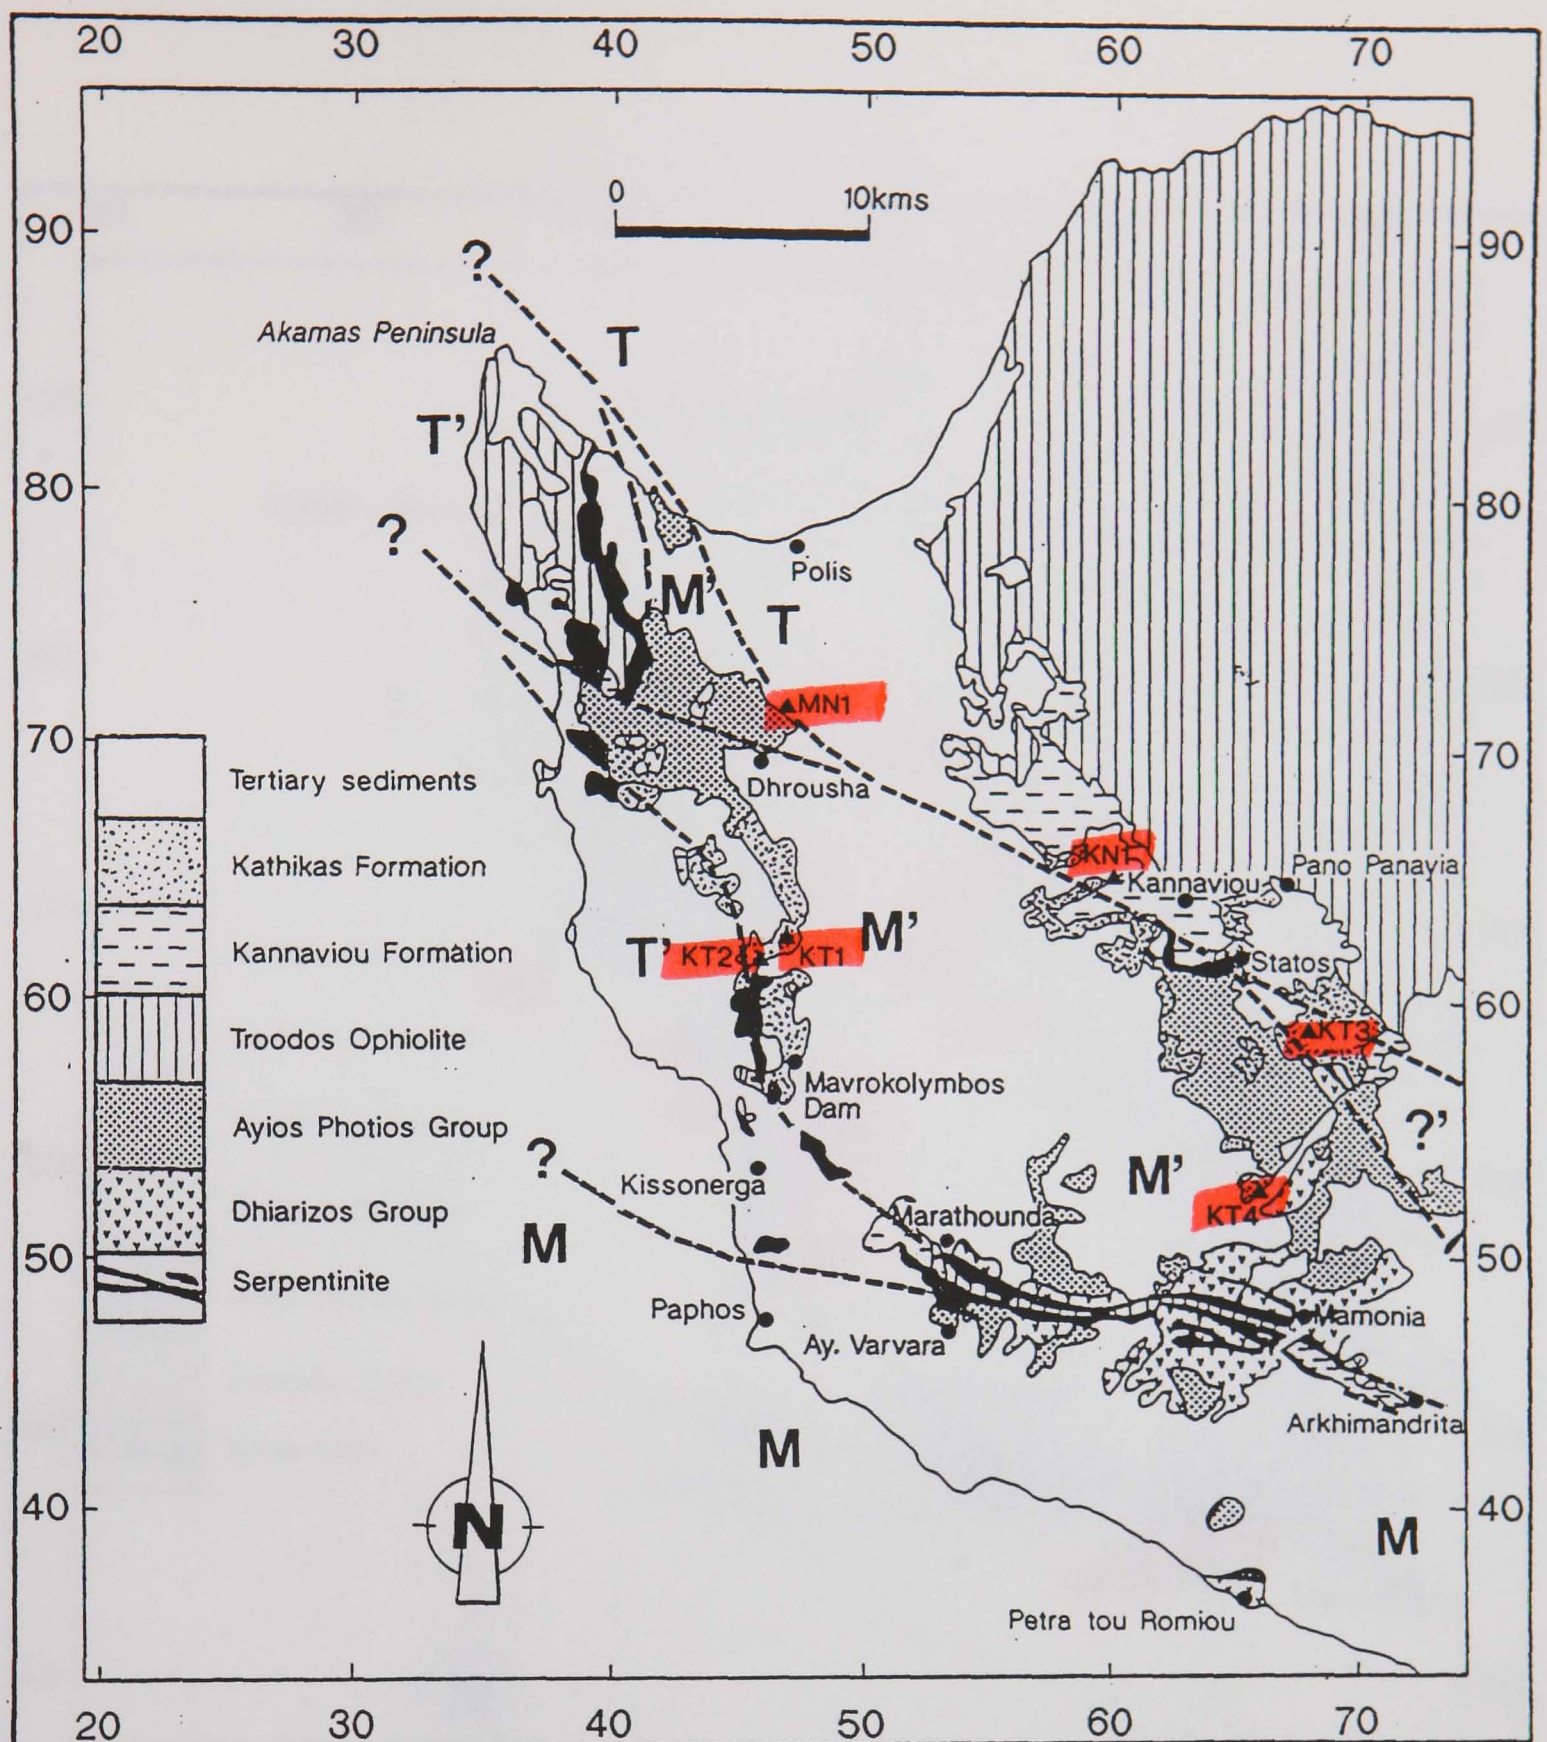 20 30 40 50 60 70
0 10kms
90 90
?
Akamas Peninsula
T
T'
80 80
?
Polis
M'
T
MN1
70 70
Dhrousha
Tertiary sediments
KN1
Pano Panayia
Kannaviou
Kathikas Formation
M'
T' KT2 KT1
Kannaviou Formation
Statos
60 60
KT3
Troodos Ophiolite
Mavrokolymbos
Dam
Ayios Photios Group
?'
?
M'
Kissonerga
KT4
Dhiarizos Group
Marathounda
M
50 50
Serpentinite
Paphos
Mamonia
Ay. Varvara
Arkhimandrita
M
40 40
N
M
Petra tou Romiou
20 30 40 50 60 70